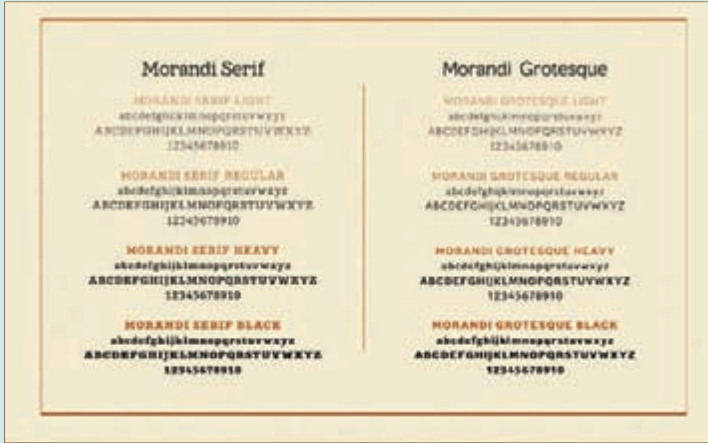 Morandi Serif
MORANDI SERIF LIGHT
abcdefghijklmnopqrstuvwxyz
ABCDEFGHIJKLMNOPQRSTUVWXYZ
12345678910
MORANDI SERIF REGULAR
abcdefghijklmnopqrstuvwxyz
ABCDEFGHIJKLMNOPQRSTUVWXYZ
12345678910
MORANDI SERIF HEAVY
abcdefghijklmnopqrstuvwxyz
ABCDEFGHIJKLMNOPQRSTUVWXYZ
12345678910
MORANDI SERIF BLACK
abcdefghijklmnopqrstuvwxyz
ABCDEFGHIJKLMNOPQRSTUVWXYZ
12345678910
Morandi Grotesque
MORANDI GROTESQUE LIGHT
abcdefghijklmnopqrstuvwxyz
ABCDEFGHIJKLMNOPQRSTUVWXYZ
12345678910
MORANDI GROTESQUE REGULAR
abcdefghijklmnopqrstuvwxyz
ABCDEFGHIJKLMNOPQRSTUVWXYZ
12345678910
MORANDI GROTESQUE HEAVY
abcdefghijklmnopqrstuvwxyz
ABCDEFGHIJKLMNOPQRSTUVWXYZ
12345678910
MORANDI GROTESQUE BLACK
abcdefghijklmnopqrstuvwxyz
ABCDEFGHIJKLMNOPQRSTUVWXYZ
12345678910